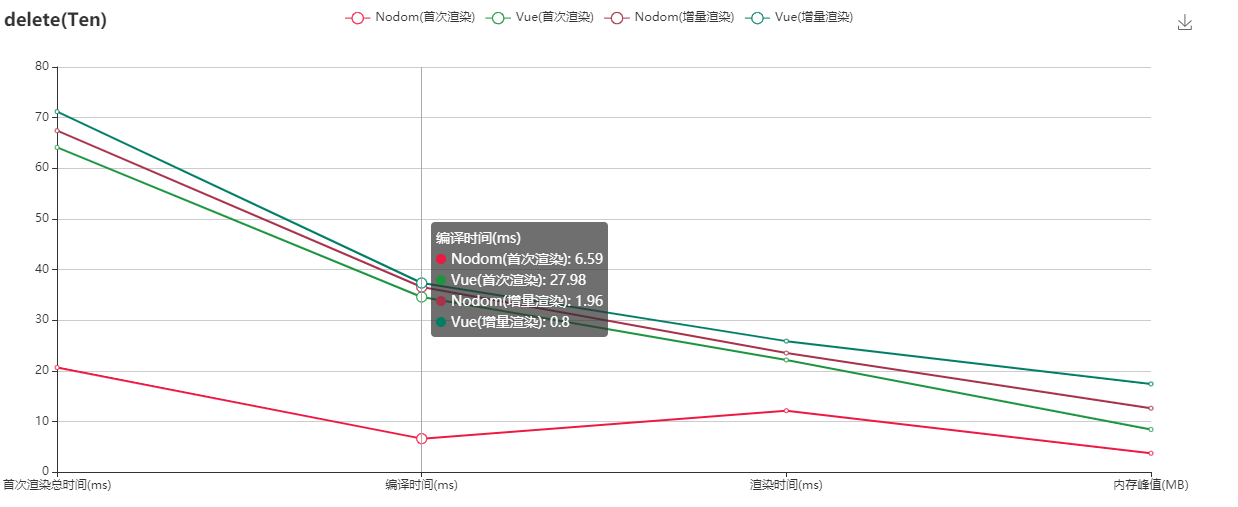 delete(Ten)
Nodom(首次渲染) Vue(首次渲染) Nodom(增量渲染) Vue(增量渲染)
80
70
60
50
40
30
20
10
0
编译时间(ms)
Nodom(首次渲染): 6.59
Vue(首次渲染): 27.98
Nodom(增量渲染): 1.96
Vue(增量渲染): 0.8
首次渲染总时间(ms) 编译时间(ms) 渲染时间(ms) 内存峰值(MB)